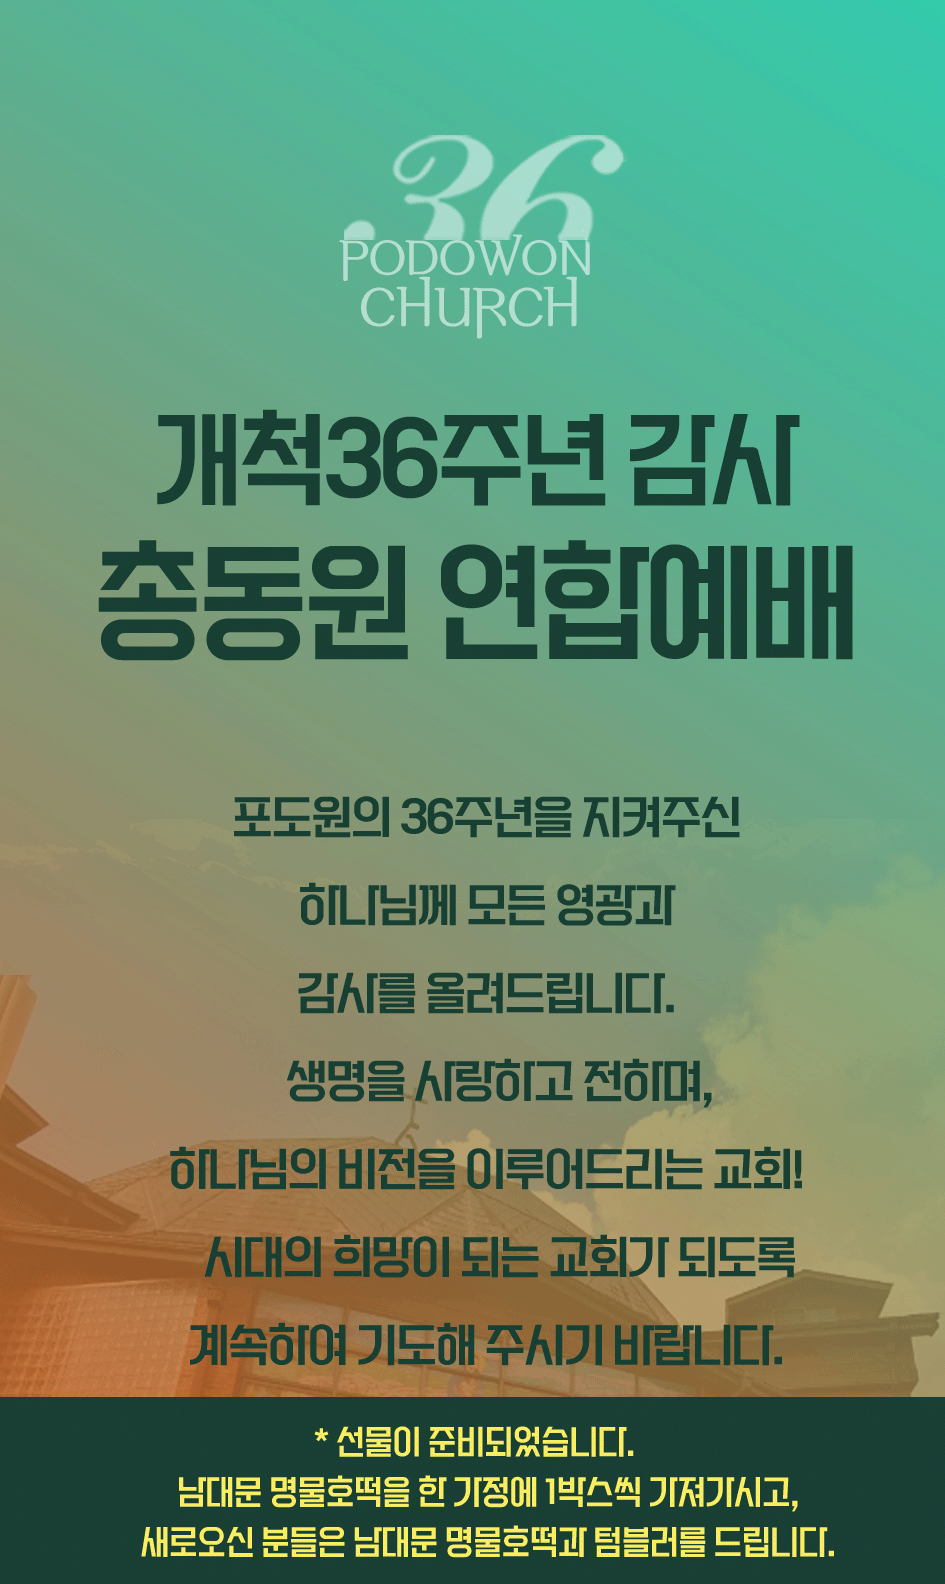 36
PODOWON
CHURCH
개척36주년 감사
총동원 연합예배
포도원의 36주년을 지켜주신
하나님께 모든 영광과
감사를 올려드립니다.
생명을 사랑하고 전하며,
하나님의 비전을 이루어드리는 교회!
시대의 희망이 되는 교회가 되도록
계속하여 기도해 주시기 바랍니다.
* 선물이 준비되었습니다.
남대문 명물호떡을 한 가정에 1박스씩 가져가시고,
새로오신 분들은 남대문 명물호떡과 텀블러를 드립니다.